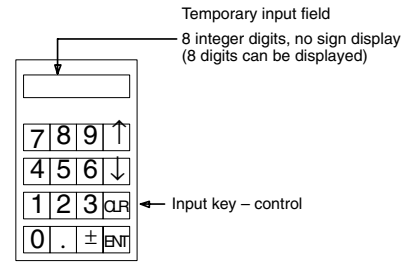 Temporary input field
8 integer digits, no sign display
(8 digits can be displayed)
7 8 9 ↑
4 5 6 ↓
1 2 3 CLR
Input key – control
0 . ± ENT